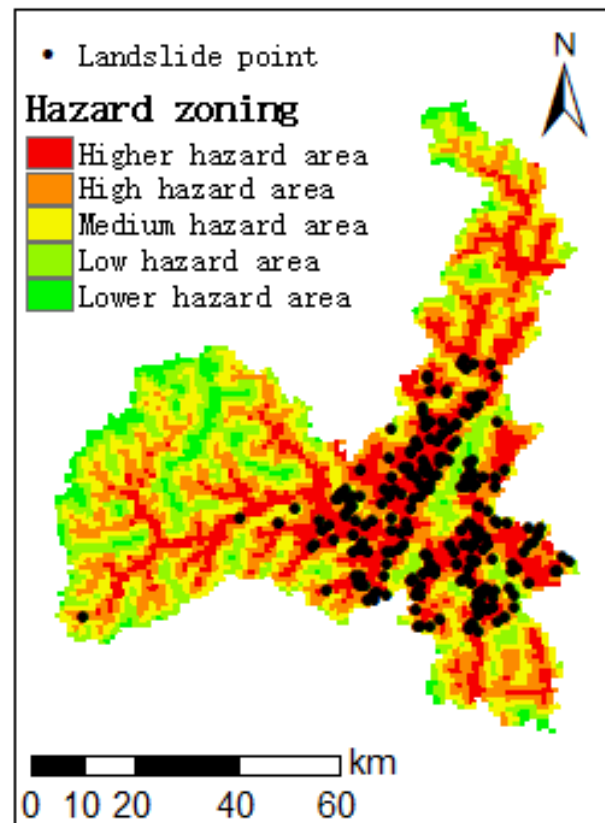 Landslide point
N
Hazard zoning
Higher hazard area
High hazard area
Medium hazard area
Low hazard area
Lower hazard area
km
0 10 20 40 60